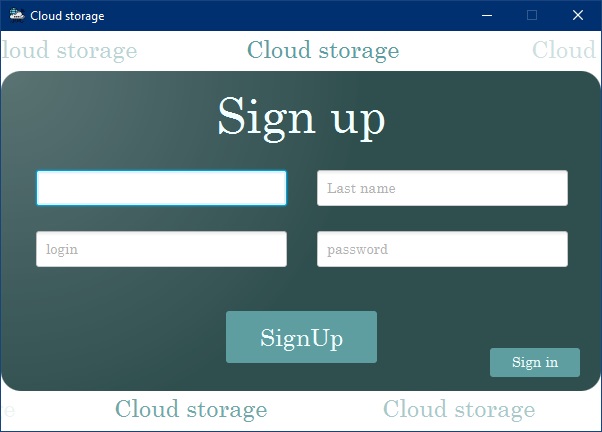 Cloud storage
loud storage Cloud storage Cloud
Sign up
Last name
login password
SignUp
Sign in
e Cloud storage Cloud storage